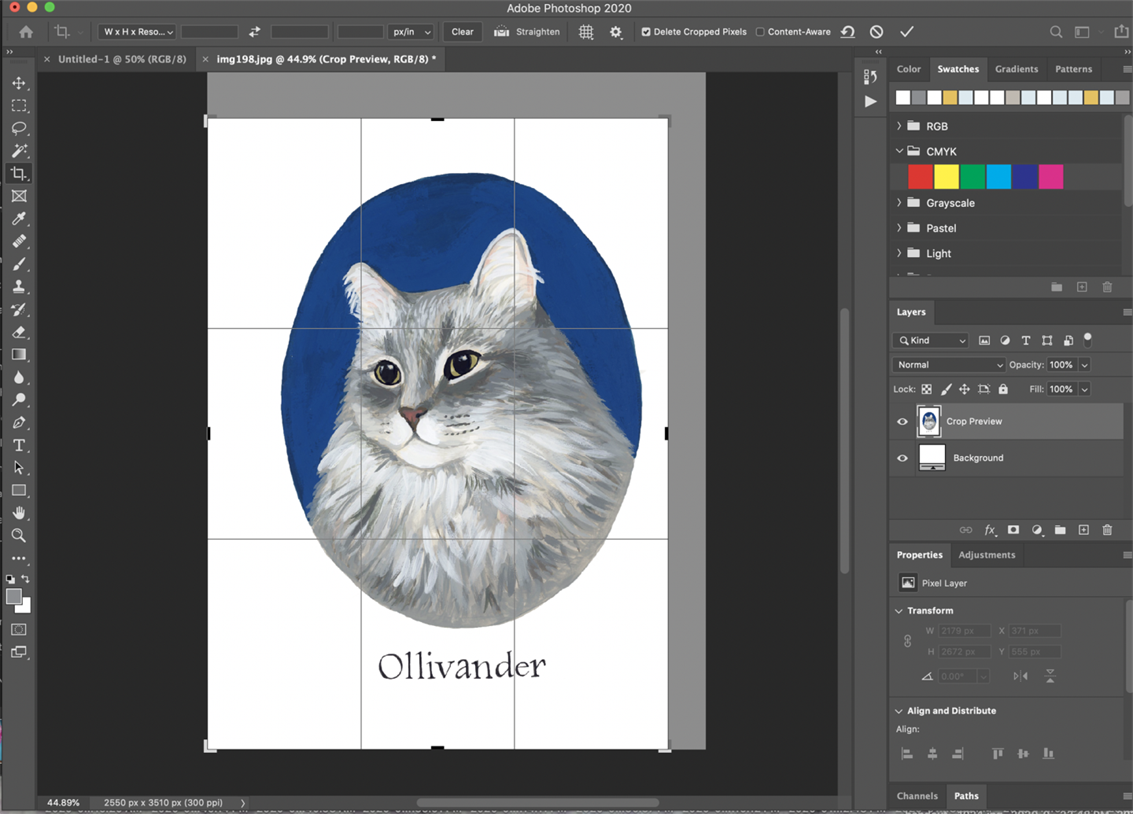 Adobe Photoshop 2020
W x H x Reso... px/in Clear Straighten Delete Cropped Pixels Content-Aware
× Untitled-1 @ 50% (RGB/8) × img198.jpg @ 44.9% (Crop Preview, RGB/8) *
Color Swatches Gradients Patterns
RGB
CMYK
Grayscale
Pastel
Light
Layers
Kind
Normal Opacity: 100%
Lock: Fill: 100%
Crop Preview
Background
fx
Properties Adjustments
Pixel Layer
Transform
W 2179 px X 371 px
H 2672 px Y 555 px
0.00°
Align and Distribute
Align:
Channels Paths
Ollivander
44.89% 2550 px x 3510 px (300 ppi)